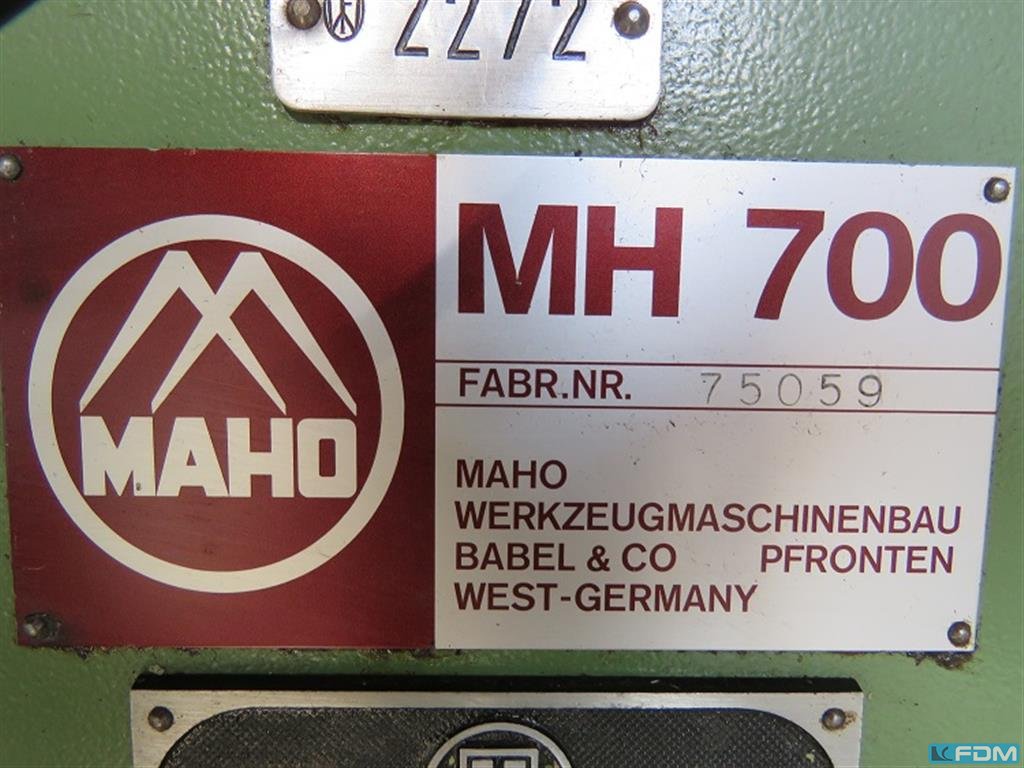 2272
MAHO
MH 700
FABR.NR. 75059
MAHO
WERKZEUGMASCHINENBAU
BABEL & CO PFRONTEN
WEST-GERMANY
FDM